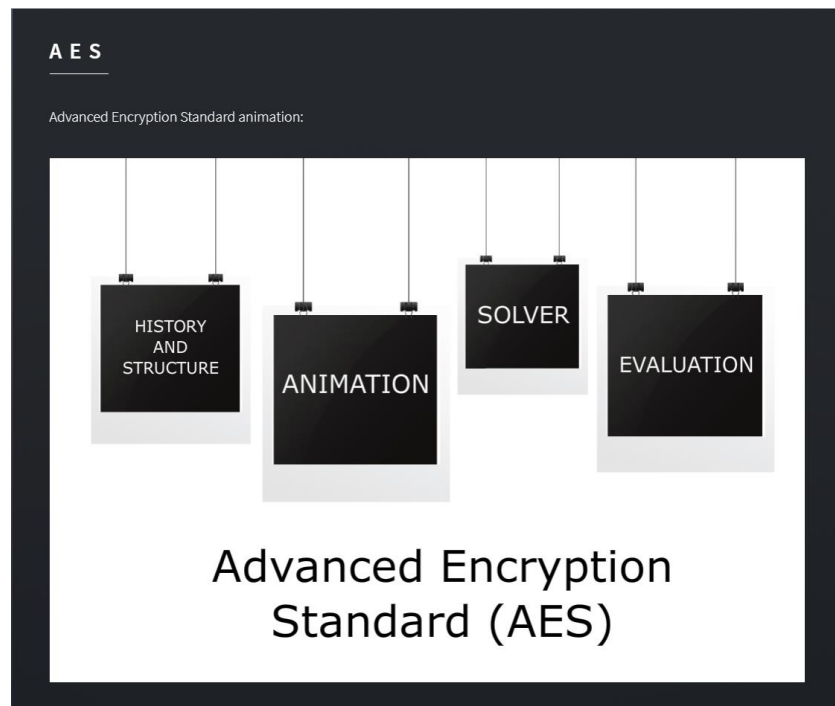 AES
Advanced Encryption Standard animation:
HISTORY
AND
STRUCTURE
ANIMATION
SOLVER
EVALUATION
Advanced Encryption
Standard (AES)